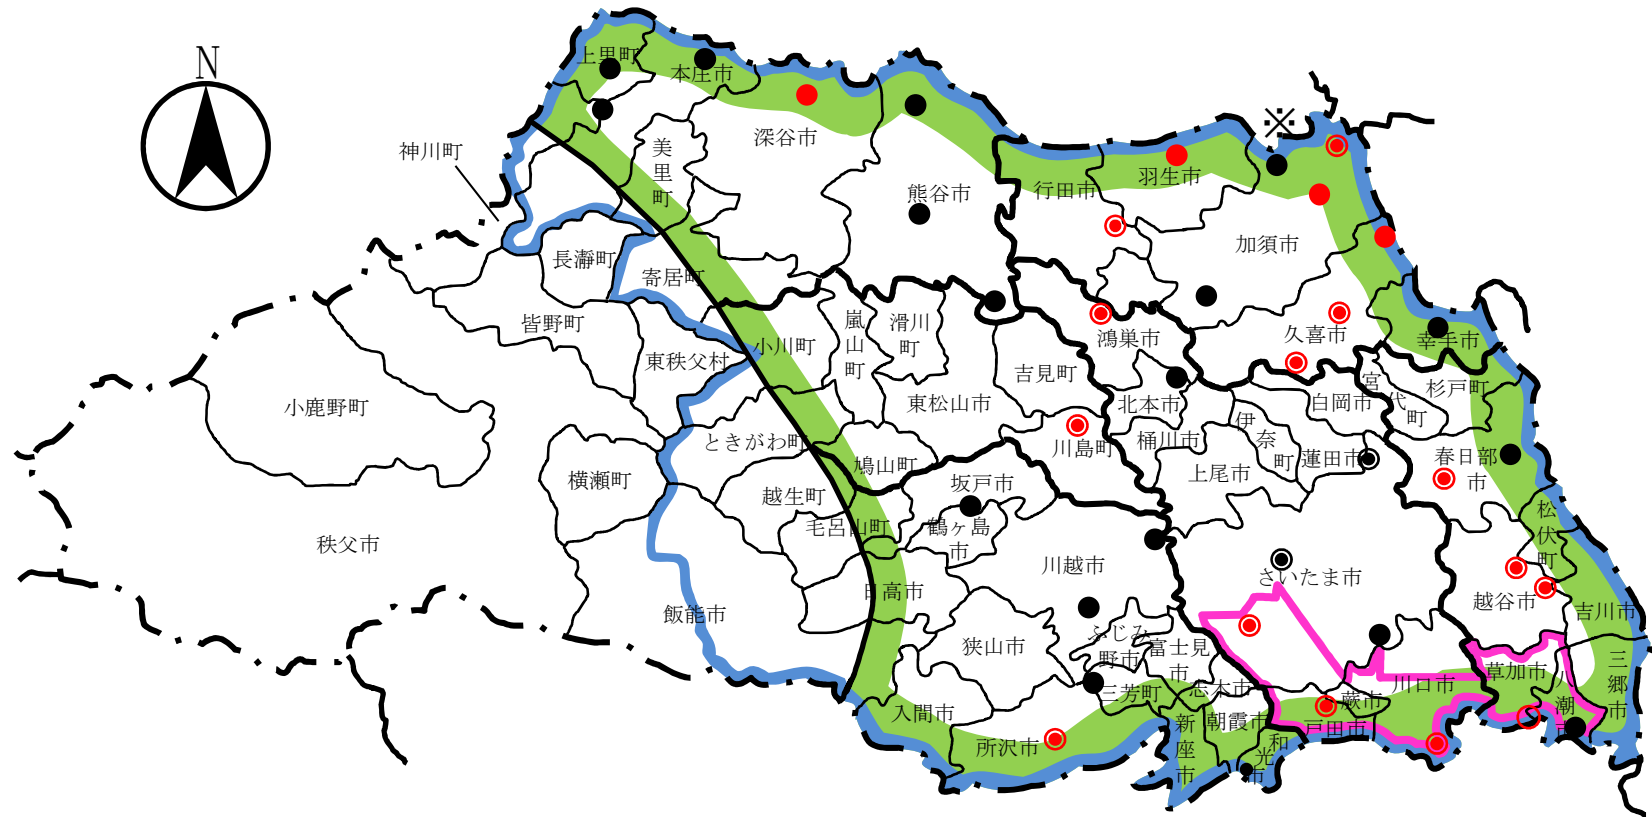 N
※
上里町
本庄市
神川町
美里町
深谷市
熊谷市
行田市
羽生市
加須市
長瀞町
寄居町
皆野町
東秩父村
小川町
嵐山町
滑川町
吉見町
鴻巣市
久喜市
幸手市
小鹿野町
東松山市
北本市
白岡市
宮代町
杉戸町
ときがわ町
川島町
桶川市
伊奈町
横瀬町
鳩山町
上尾市
蓮田市
春日部市
越生町
坂戸市
毛呂山町
鶴ヶ島市
松伏町
秩父市
川越市
さいたま市
飯能市
日高市
越谷市
吉川市
狭山市
ふじみ野市
富士見市
入間市
三芳町
志木市
川口市
草加市
八潮市
三郷市
所沢市
新座市
朝霞市
和光市
戸田市
蕨市